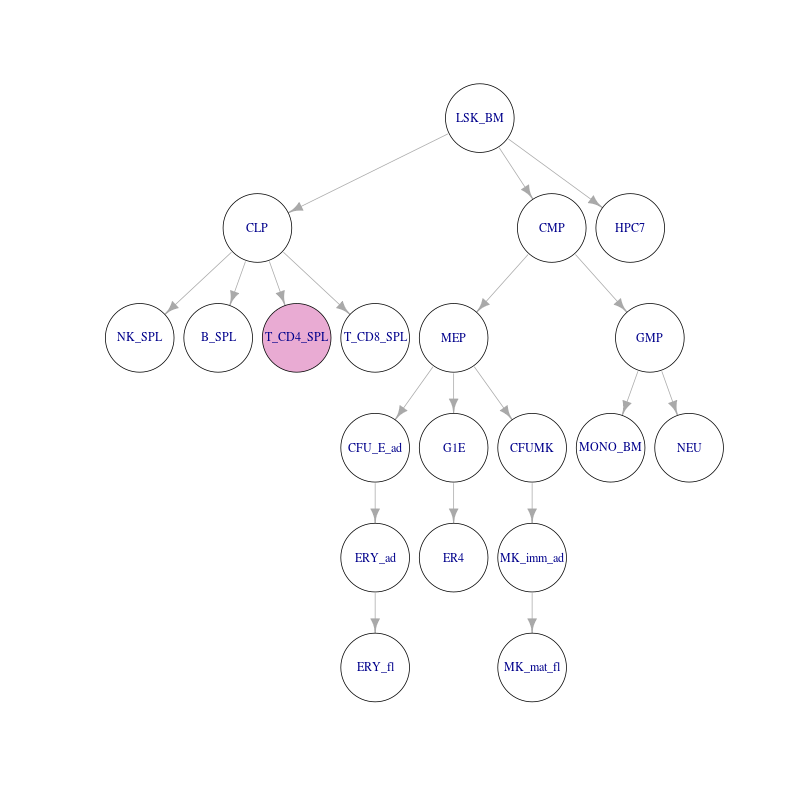 LSK_BM
CLP
CMP
HPC7
NK_SPL
B_SPL
T_CD4_SPL
T_CD8_SPL
MEP
GMP
CFU_E_ad
G1E
CFUMK
MONO_BM
NEU
ERY_ad
ER4
MK_imm_ad
ERY_fl
MK_mat_fl